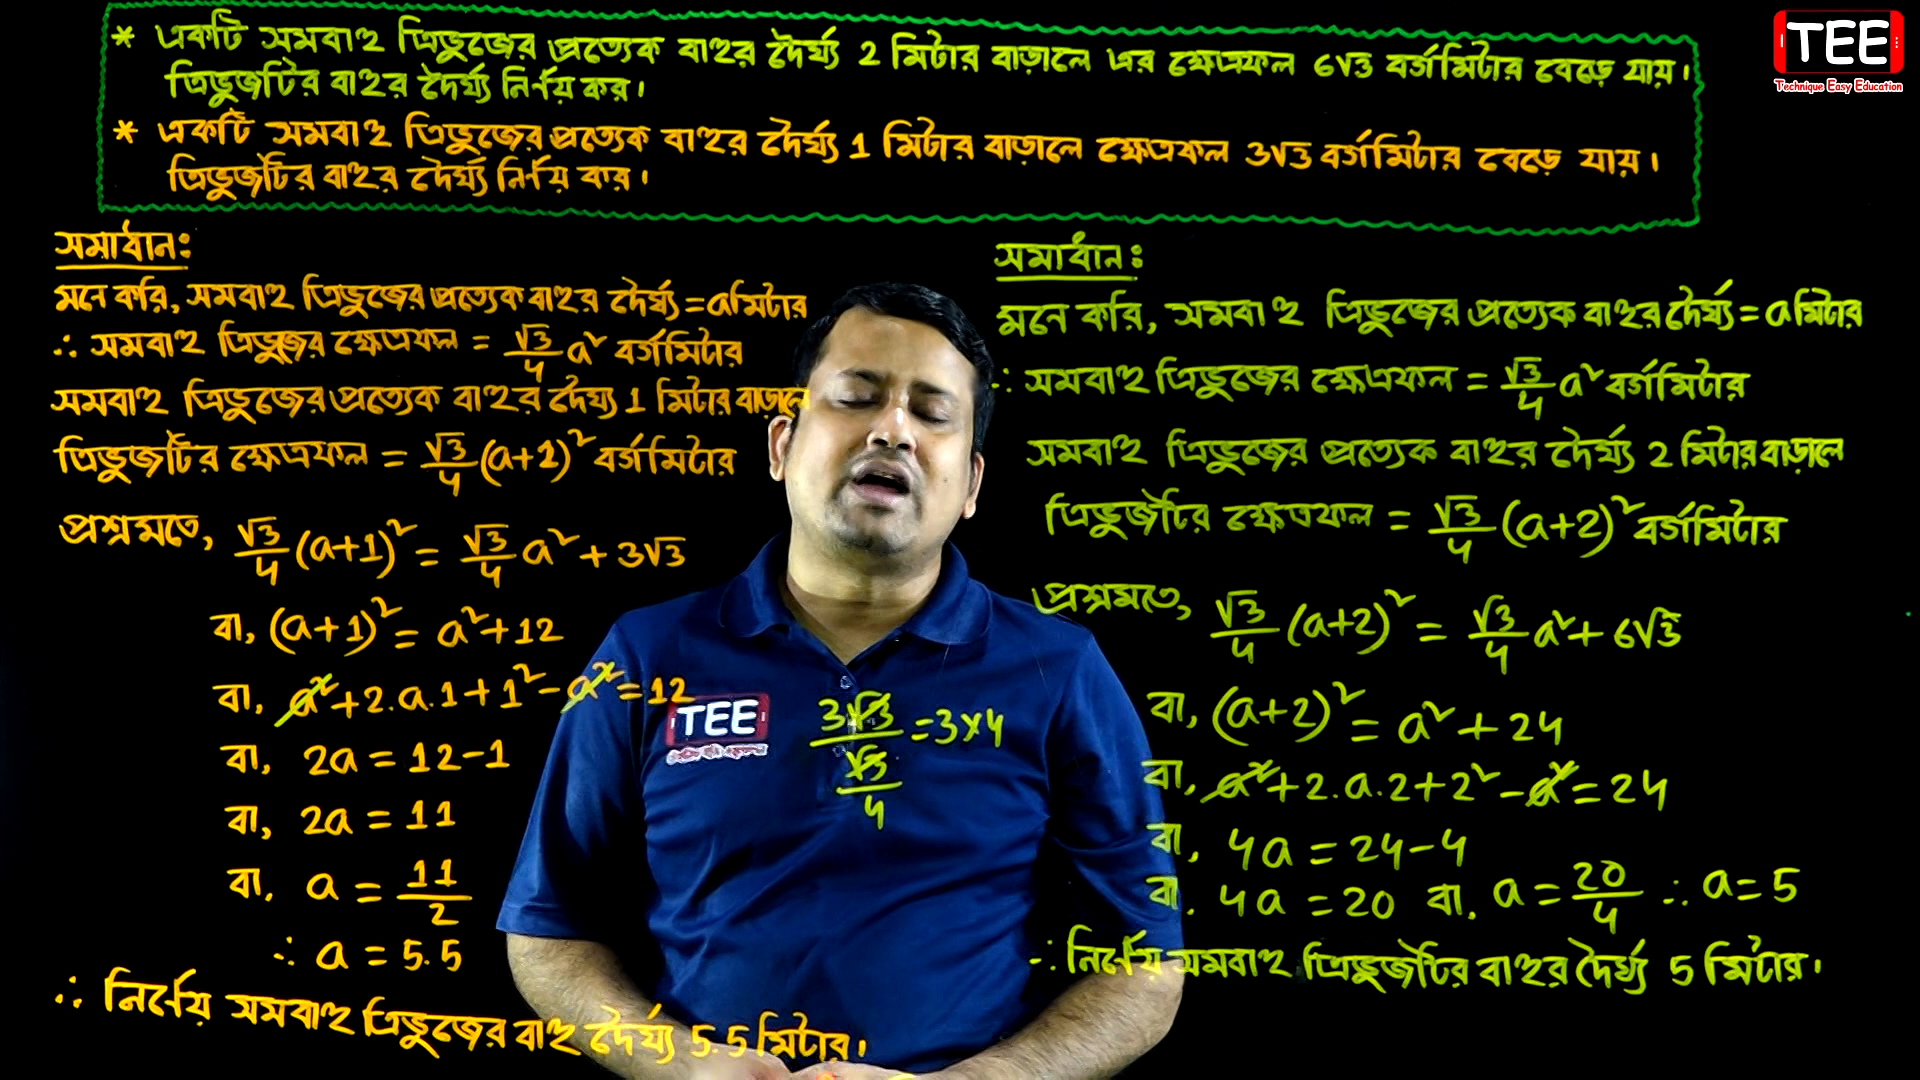 * একটি সমবাহু ত্রিভুজের প্রত্যেক বাহুর দৈর্ঘ্য 2 মিটার বাড়ালে এর ক্ষেত্রফল 6√3 বর্গমিটার বেড়ে যায়।
ত্রিভুজটির বাহুর দৈর্ঘ্য নির্ণয় কর।
* একটি সমবাহু ত্রিভুজের প্রত্যেক বাহুর দৈর্ঘ্য 1 মিটার বাড়ালে ক্ষেত্রফল 3√3 বর্গমিটার বেড়ে যায়।
ত্রিভুজটির বাহুর দৈর্ঘ্য নির্ণয় কর।
TEE
Technique Easy Education
সমাধান:
মনে করি, সমবাহু ত্রিভুজের প্রত্যেক বাহুর দৈর্ঘ্য = a মিটার
∴ সমবাহু ত্রিভুজের ক্ষেত্রফল = √3/4 a² বর্গমিটার
সমবাহু ত্রিভুজের প্রত্যেক বাহুর দৈর্ঘ্য 1 মিটার বাড়ালে
ত্রিভুজটির ক্ষেত্রফল = √3/4 (a+1)² বর্গমিটার
প্রশ্নমতে, √3/4 (a+1)² = √3/4 a² + 3√3
বা, (a+1)² = a² + 12
বা, a² + 2.a.1 + 1² - a² = 12
বা, 2a = 12-1
বা, 2a = 11
বা, a = 11/2
∴ a = 5.5
∴ নির্ণেয় সমবাহু ত্রিভুজের বাহু দৈর্ঘ্য 5.5 মিটার।
TEE
3√3 / (√3/4) = 3×4
সমাধান:
মনে করি, সমবাহু ত্রিভুজের প্রত্যেক বাহুর দৈর্ঘ্য = a মিটার
∴ সমবাহু ত্রিভুজের ক্ষেত্রফল = √3/4 a² বর্গমিটার
সমবাহু ত্রিভুজের প্রত্যেক বাহুর দৈর্ঘ্য 2 মিটার বাড়ালে
ত্রিভুজটির ক্ষেত্রফল = √3/4 (a+2)² বর্গমিটার
প্রশ্নমতে, √3/4 (a+2)² = √3/4 a² + 6√3
বা, (a+2)² = a² + 24
বা, a² + 2.a.2 + 2² - a² = 24
বা, 4a = 24-4
বা, 4a = 20 বা, a = 20/4 ∴ a = 5
∴ নির্ণেয় সমবাহু ত্রিভুজটির বাহুর দৈর্ঘ্য 5 মিটার।